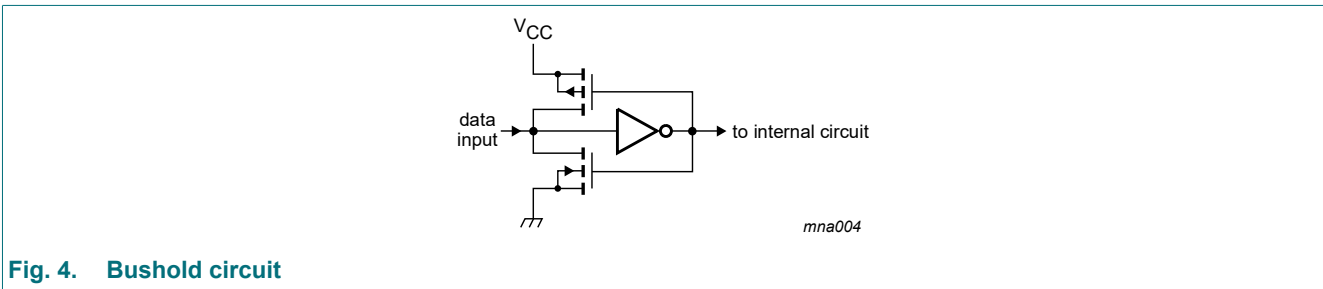 VCC
data
input
to internal circuit
mna004
Fig. 4. Bushold circuit